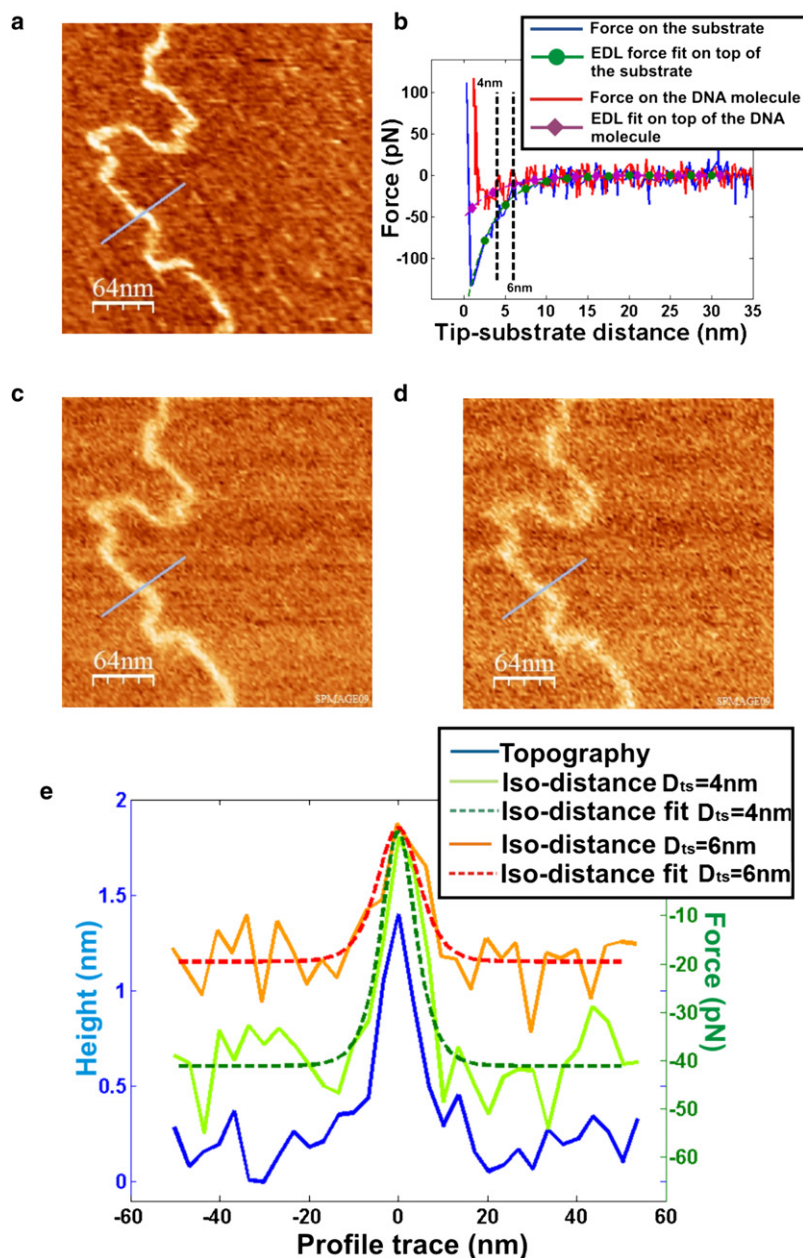 a
64nm
b
Force on the substrate
EDL force fit on top of
the substrate
Force on the DNA molecule
EDL fit on top of the DNA
molecule
4nm
6nm
100
50
0
-50
-100
Force (pN)
0 5 10 15 20 25 30 35
Tip-substrate distance (nm)
c
64nm
SPMAGE09
d
64nm
SPMAGE09
e
Topography
Iso-distance Dts=4nm
Iso-distance fit Dts=4nm
Iso-distance Dts=6nm
Iso-distance fit Dts=6nm
2
1.5
1
0.5
0
Height (nm)
-10
-20
-30
-40
-50
-60
Force (pN)
-60 -40 -20 0 20 40 60
Profile trace (nm)